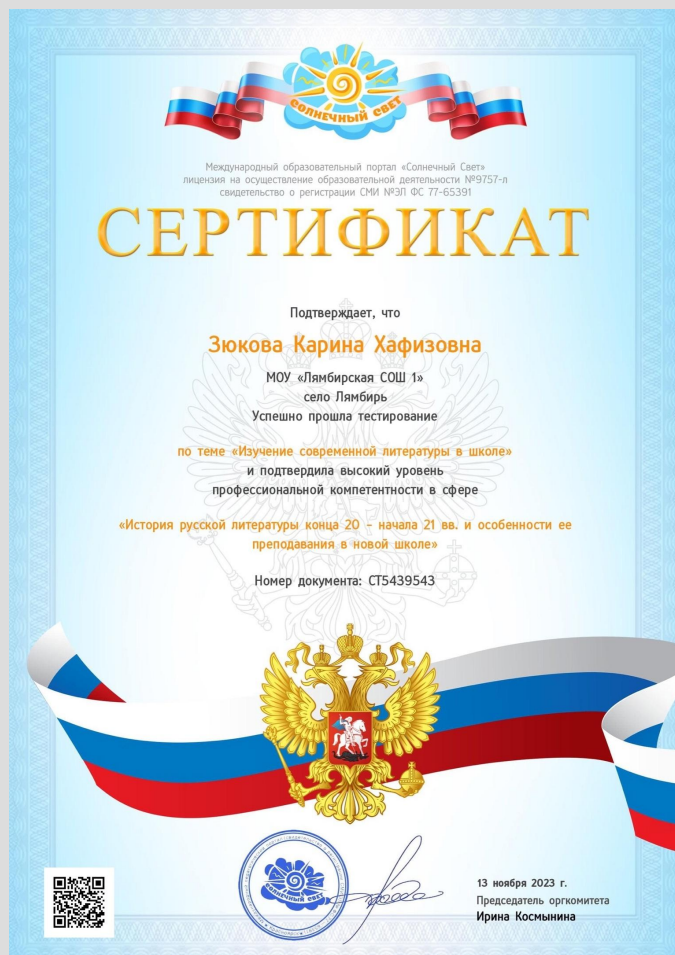 СОЛНЕЧНЫЙ СВЕТ
Международный образовательный портал «Солнечный Свет»
лицензия на осуществление образовательной деятельности №9757-л
свидетельство о регистрации СМИ №ЭЛ ФС 77-65391
СЕРТИФИКАТ
Подтверждает, что
Зюкова Карина Хафизовна
МОУ «Лямбирская СОШ 1»
село Лямбирь
Успешно прошла тестирование
по теме «Изучение современной литературы в школе»
и подтвердила высокий уровень
профессиональной компетентности в сфере
«История русской литературы конца 20 - начала 21 вв. и особенности ее
преподавания в новой школе»
Номер документа: СТ5439543
СОЛНЕЧНЫЙ СВЕТ
13 ноября 2023 г.
Председатель оргкомитета
Ирина Космынина